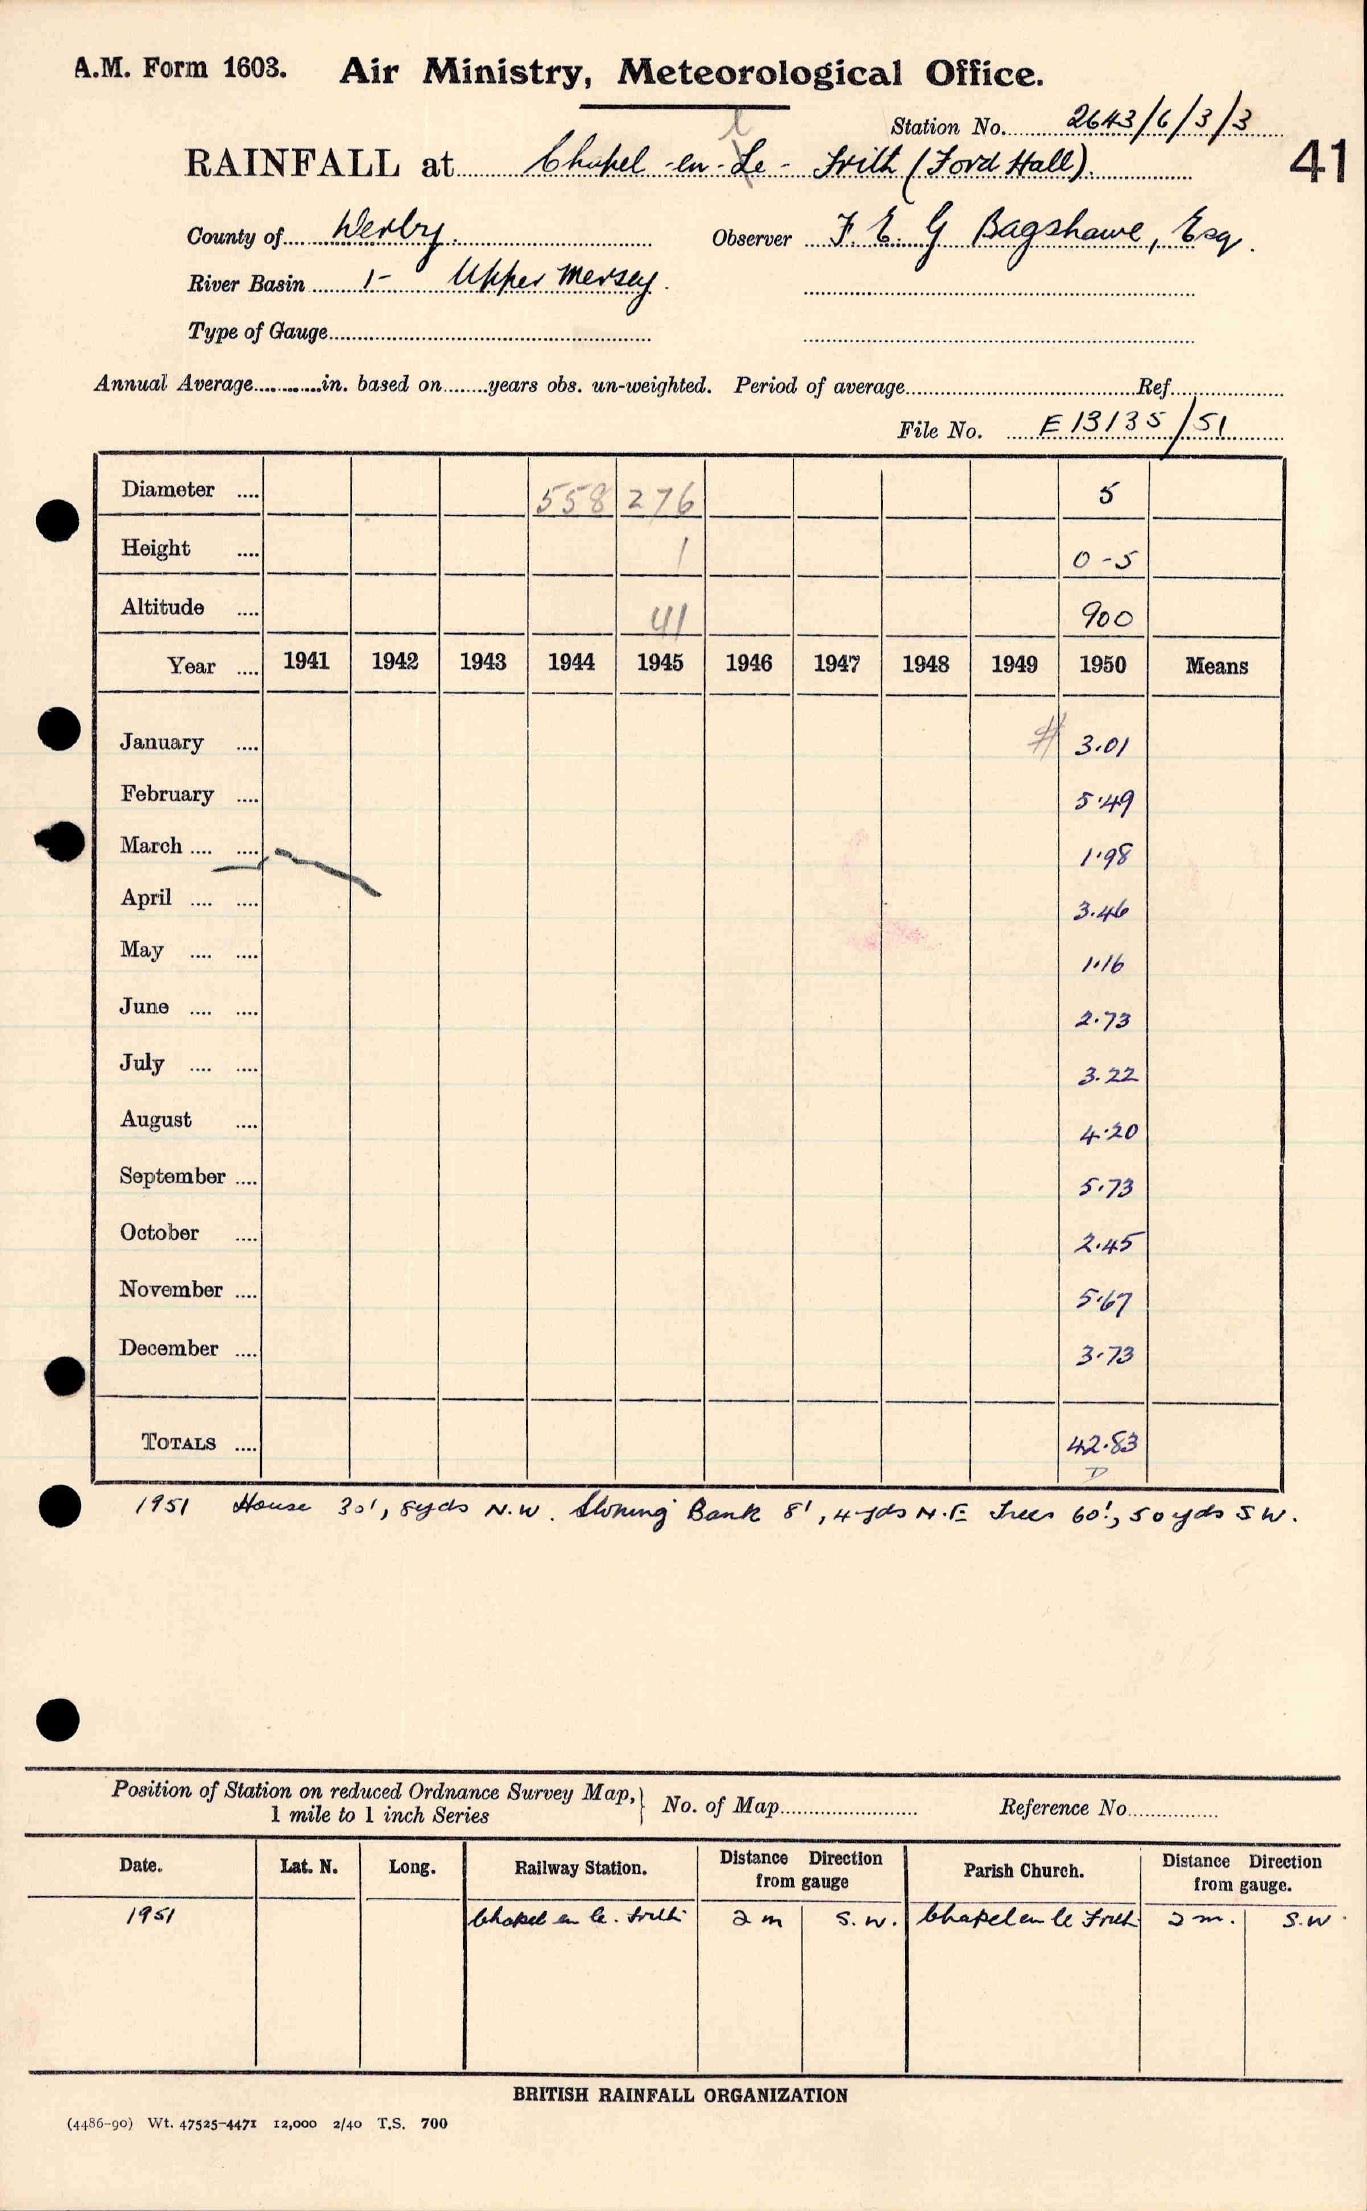 A.M. Form 1603. Air Ministry, Meteorological Office.
Station No. 2643/6/3/3
41
RAINFALL at Chapel-en-le-Frith (Ford Hall).
County of Derby. Observer F. E. G Bagshawe, Esq.
River Basin 1- Upper Mersey.
Type of Gauge
Annual Average in. based on years obs. un-weighted. Period of average Ref.
File No. E13135/51
Diameter .... 558 276 5
Height .... 1 0-5
Altitude .... 41 900
Year .... 1941 1942 1943 1944 1945 1946 1947 1948 1949 1950 Means
January .... # 3.01
February .... 5.49
March .... .... 1.98
April .... .... 3.46
May .... .... 1.16
June .... .... 2.73
July .... .... 3.22
August .... 4.20
September .... 5.73
October .... 2.45
November .... 5.67
December .... 3.73
TOTALS .... 42.83
D
1951 House 30', 8yds N.W. Sloping Bank 8', 4yds N.E Trees 60', 50yds SW.
Position of Station on reduced Ordnance Survey Map, 1 mile to 1 inch Series } No. of Map Reference No.
Date. Lat. N. Long. Railway Station. Distance Direction from gauge Parish Church. Distance Direction from gauge.
1951 Chapel en le. Frith 2 m S.W. Chapel en le Frith 2 m. S.W.
BRITISH RAINFALL ORGANIZATION
(4486-90) Wt. 47525-4471 12,000 2/40 T.S. 700